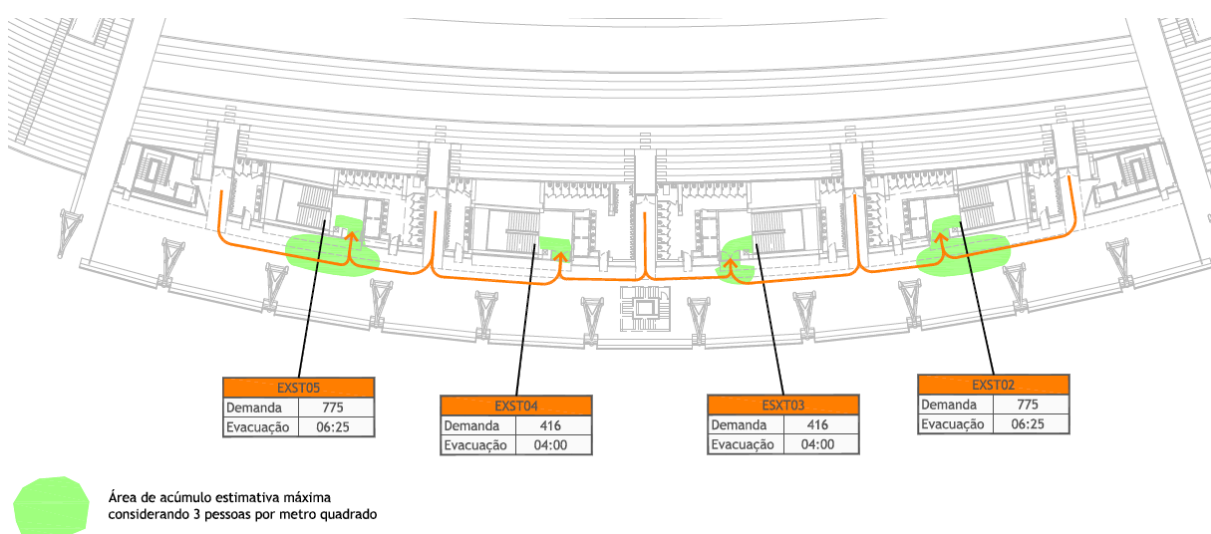 EXST05
Demanda 775
Evacuação 06:25
EXST04
Demanda 416
Evacuação 04:00
ESXT03
Demanda 416
Evacuação 04:00
EXST02
Demanda 775
Evacuação 06:25
Área de acúmulo estimativa máxima
considerando 3 pessoas por metro quadrado